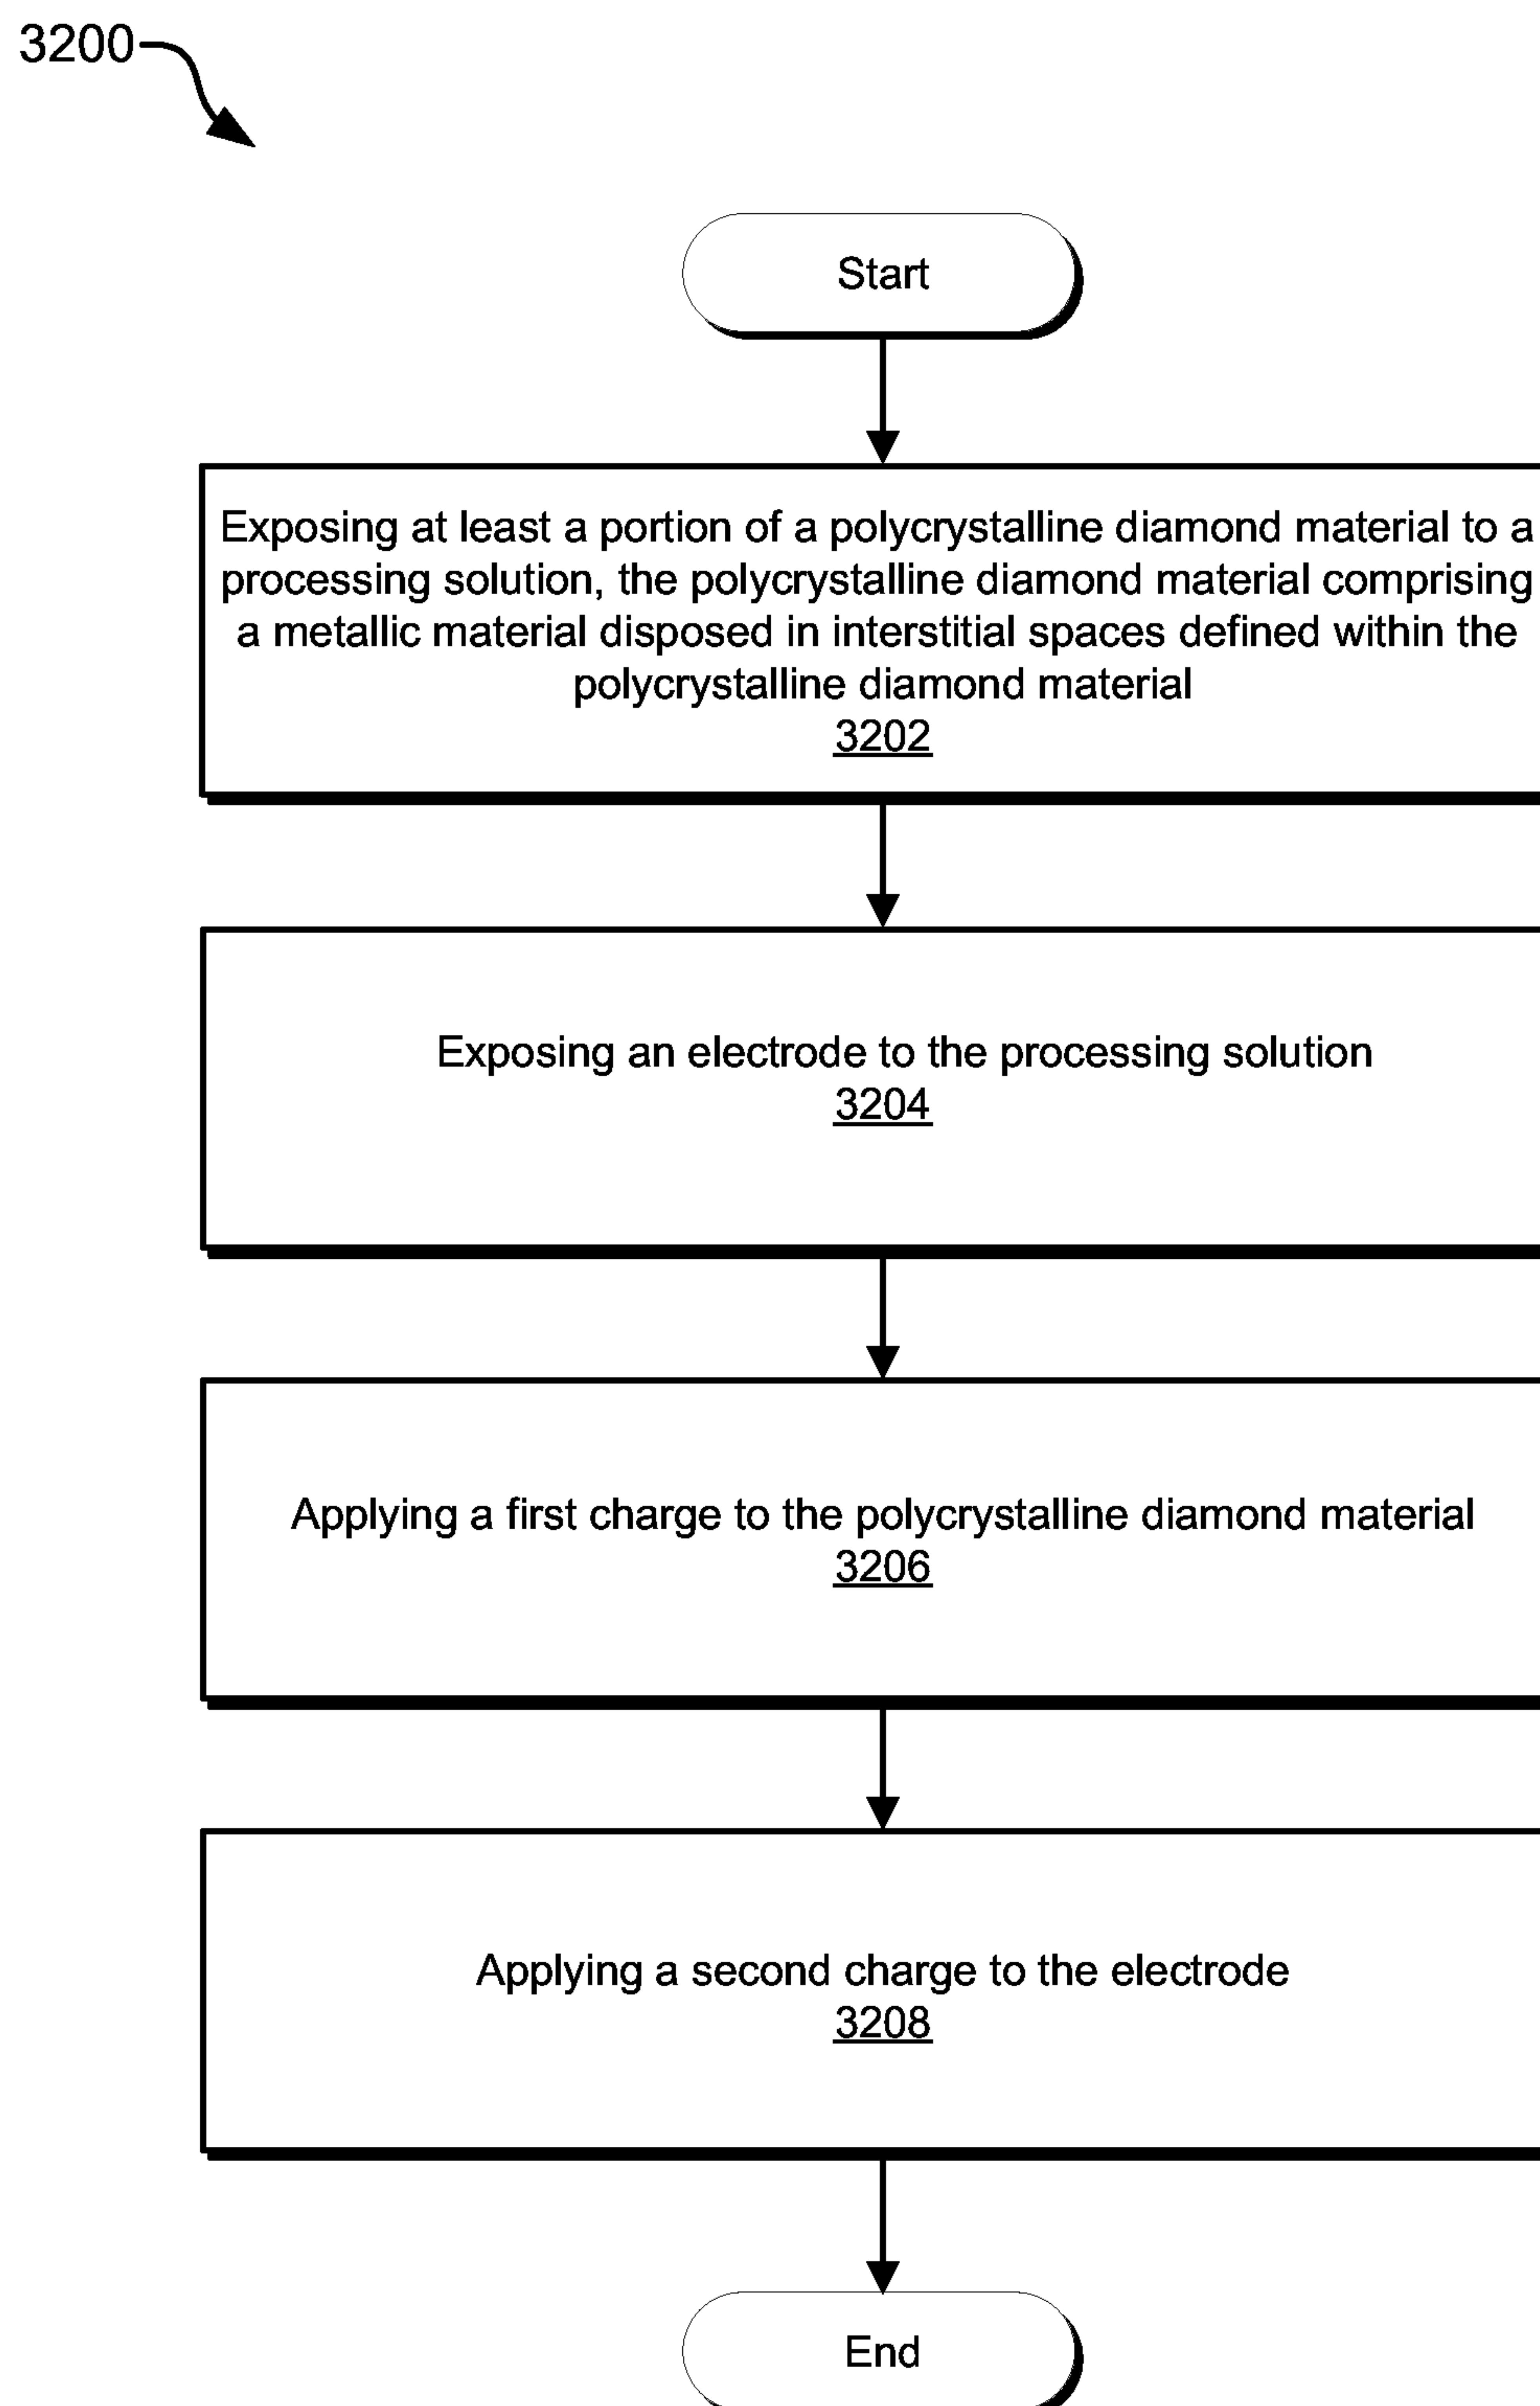 3200
Start
Exposing at least a portion of a polycrystalline diamond material to a
processing solution, the polycrystalline diamond material comprising
a metallic material disposed in interstitial spaces defined within the
polycrystalline diamond material
3202
Exposing an electrode to the processing solution
3204
Applying a first charge to the polycrystalline diamond material
3206
Applying a second charge to the electrode
3208
End